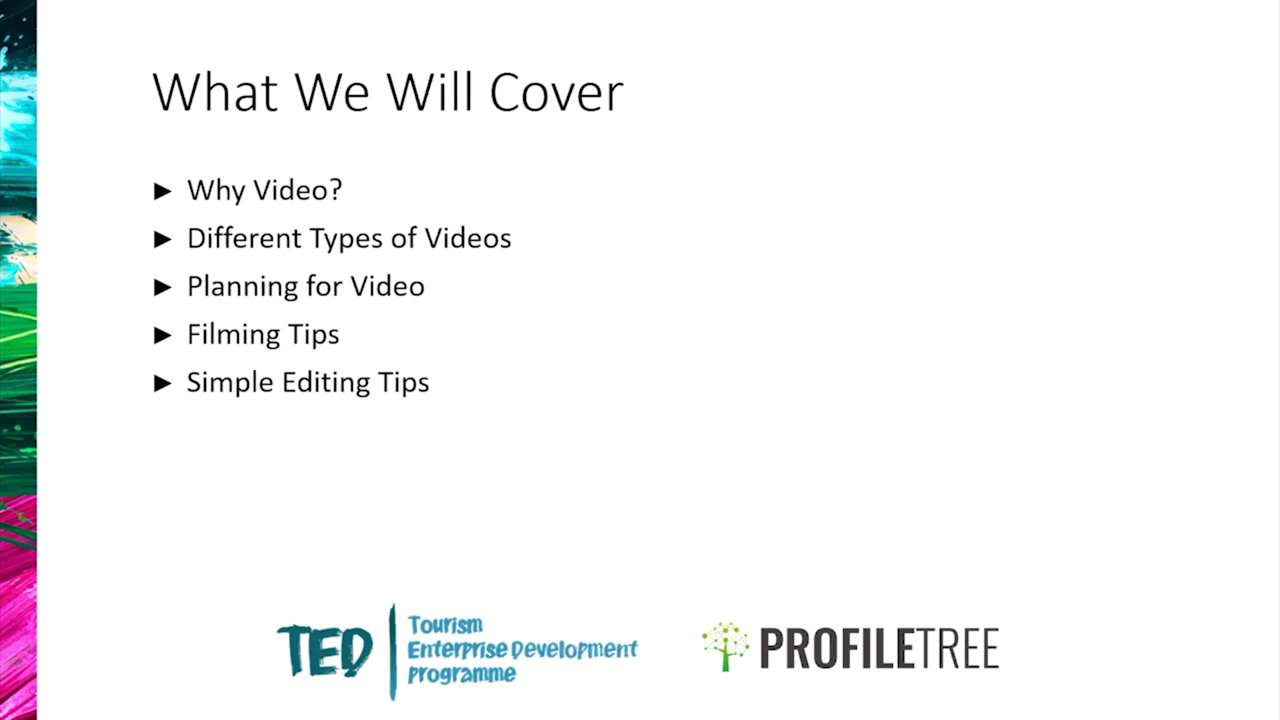 What We Will Cover
► Why Video?
► Different Types of Videos
► Planning for Video
► Filming Tips
► Simple Editing Tips
TED
Tourism
Enterprise Development
programme
PROFILETREE